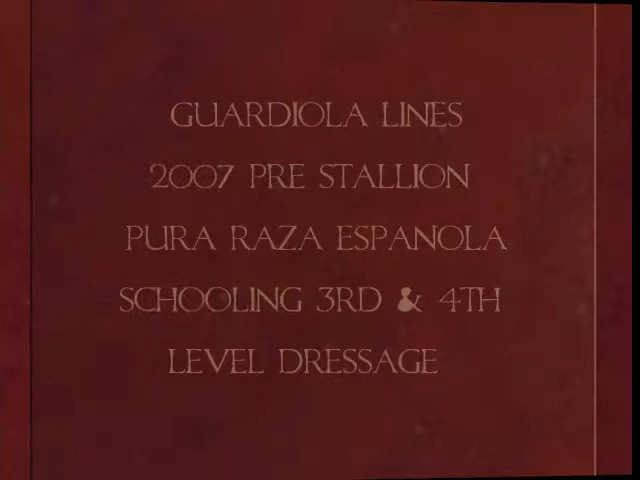 GUARDIOLA LINES
2007 PRE STALLION
PURA RAZA ESPANOLA
SCHOOLING 3RD & 4TH
LEVEL DRESSAGE